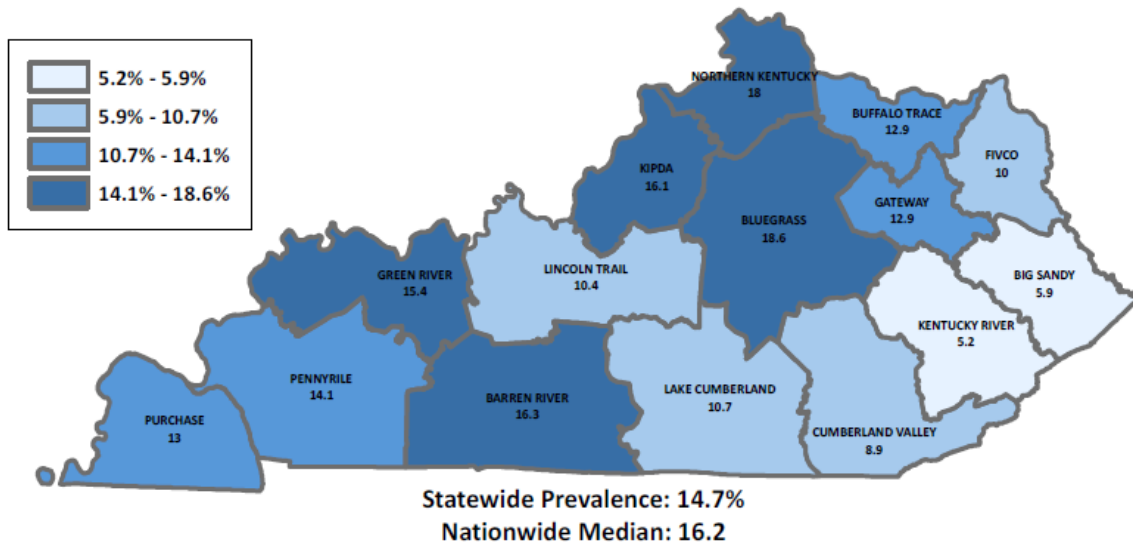 5.2% - 5.9%
5.9% - 10.7%
10.7% - 14.1%
14.1% - 18.6%
NORTHERN KENTUCKY
18
BUFFALO TRACE
12.9
FIVCO
10
KIPDA
16.1
GATEWAY
12.9
BLUEGRASS
18.6
GREEN RIVER
15.4
LINCOLN TRAIL
10.4
BIG SANDY
5.9
KENTUCKY RIVER
5.2
PENNYRILE
14.1
BARREN RIVER
16.3
LAKE CUMBERLAND
10.7
PURCHASE
13
CUMBERLAND VALLEY
8.9
Statewide Prevalence: 14.7%
Nationwide Median: 16.2